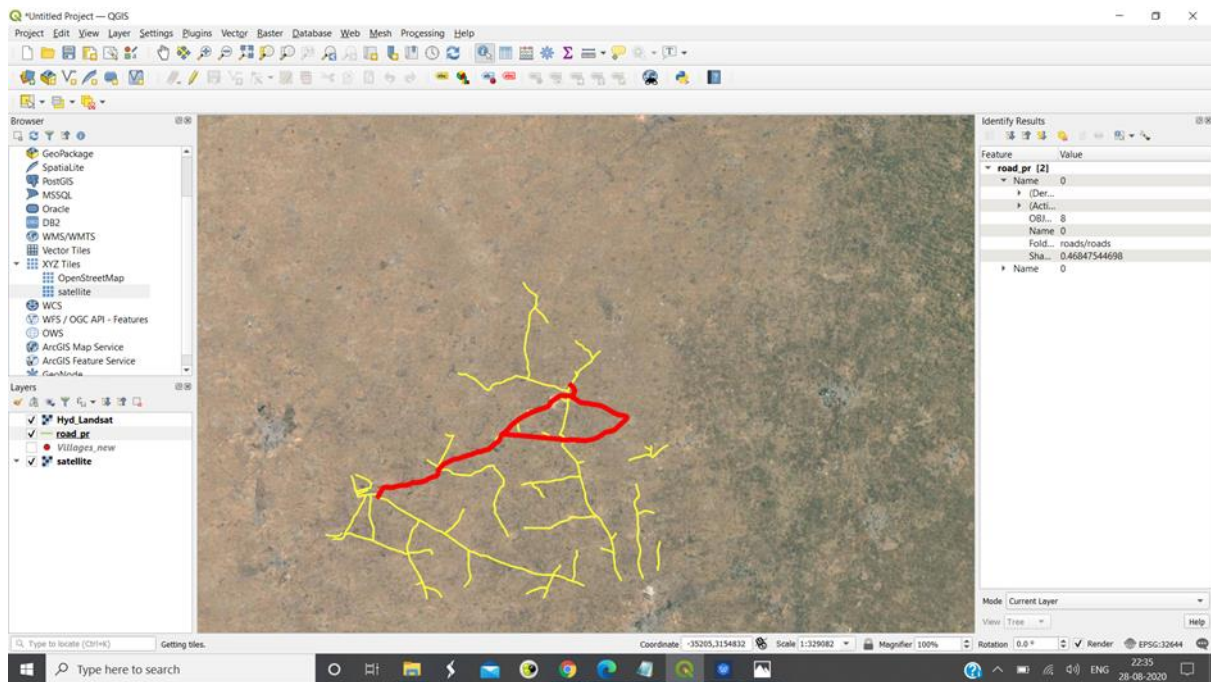 *Untitled Project — QGIS
Project Edit View Layer Settings Plugins Vector Raster Database Web Mesh Processing Help
Browser
GeoPackage
SpatiaLite
PostGIS
MSSQL
Oracle
DB2
WMS/WMTS
Vector Tiles
XYZ Tiles
OpenStreetMap
satellite
WCS
WFS / OGC API - Features
OWS
ArcGIS Map Service
ArcGIS Feature Service
GeoNode
Layers
Hyd_Landsat
road_pr
Villages_new
satellite
Identify Results
Feature Value
road_pr [2]
Name 0
(Der...
(Acti...
OBJ... 8
Name 0
Fold... roads/roads
Sha... 0.46847544698
Name 0
Mode Current Layer
View Tree Help
Type to locate (Ctrl+K) Getting tiles. Coordinate -35205,3154832 Scale 1:329082 Magnifier 100% Rotation 0.0 ° Render EPSG:32644
Type here to search ENG 22:35
28-08-2020